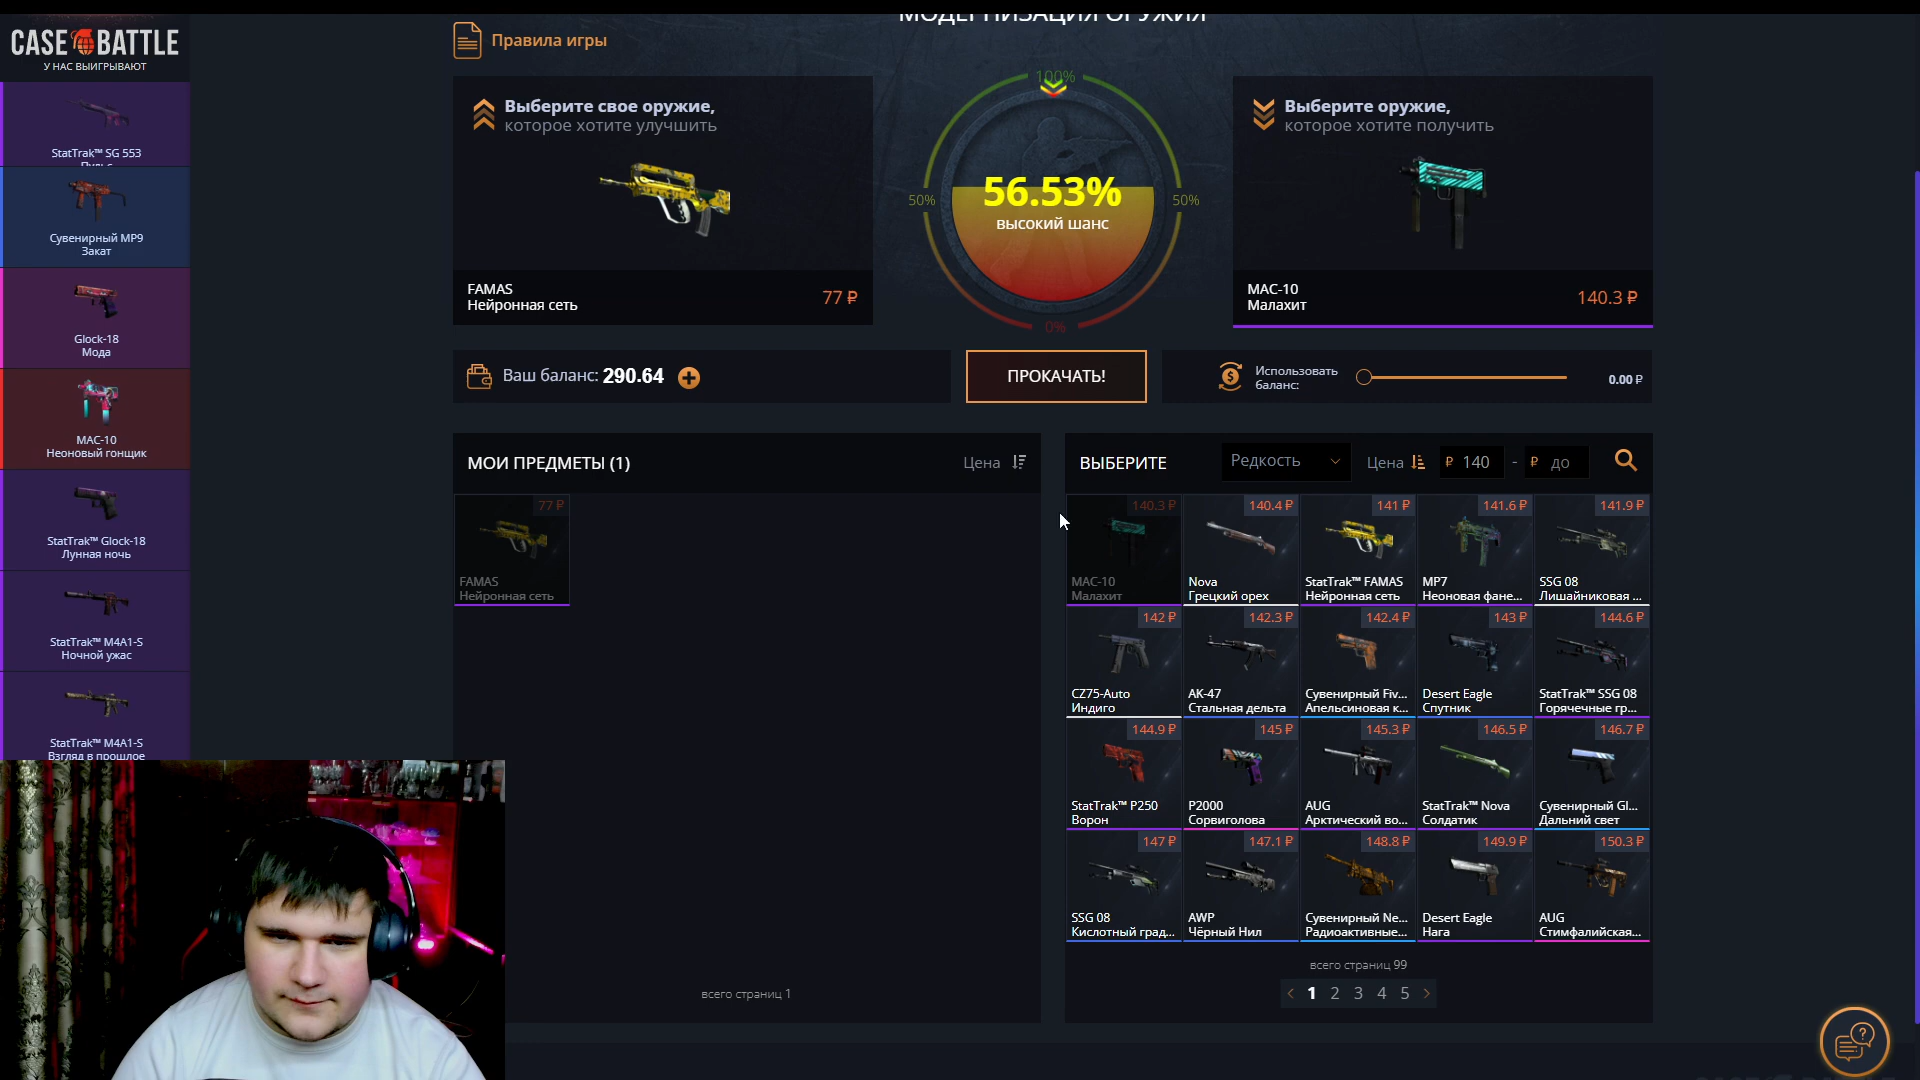 CASE BATTLE
У НАС ВЫИГРЫВАЮТ
StatTrak™ SG 553
Пульс
Сувенирный MP9
Закат
Glock-18
Мода
MAC-10
Неоновый гонщик
StatTrak™ Glock-18
Лунная ночь
StatTrak™ M4A1-S
Ночной ужас
StatTrak™ M4A1-S
Взгляд в прошлое
МОДЕРНИЗАЦИЯ ОРУЖИЯ
Правила игры
Выберите свое оружие,
которое хотите улучшить
FAMAS
Нейронная сеть
77 ₽
100%
50%
56.53%
высокий шанс
50%
0%
Выберите оружие,
которое хотите получить
MAC-10
Малахит
140.3 ₽
Ваш баланс: 290.64
ПРОКАЧАТЬ!
Использовать
баланс:
0.00 ₽
МОИ ПРЕДМЕТЫ (1)
Цена
77 ₽
FAMAS
Нейронная сеть
всего страниц 1
ВЫБЕРИТЕ
Редкость
Цена
₽ 140 - ₽ до
140.3 ₽
MAC-10
Малахит
140.4 ₽
Nova
Грецкий орех
141 ₽
StatTrak™ FAMAS
Нейронная сеть
141.6 ₽
MP7
Неоновая фане...
141.9 ₽
SSG 08
Лишайниковая ...
142 ₽
CZ75-Auto
Индиго
142.3 ₽
AK-47
Стальная дельта
142.4 ₽
Сувенирный Fiv...
Апельсиновая к...
143 ₽
Desert Eagle
Спутник
144.6 ₽
StatTrak™ SSG 08
Горячечные гр...
144.9 ₽
StatTrak™ P250
Ворон
145 ₽
P2000
Сорвиголова
145.3 ₽
AUG
Арктический во...
146.5 ₽
StatTrak™ Nova
Солдатик
146.7 ₽
Сувенирный Gl...
Дальний свет
147 ₽
SSG 08
Кислотный град...
147.1 ₽
AWP
Чёрный Нил
148.8 ₽
Сувенирный Ne...
Радиоактивные...
149.9 ₽
Desert Eagle
Нага
150.3 ₽
AUG
Стимфалийская...
всего страниц 99
1 2 3 4 5